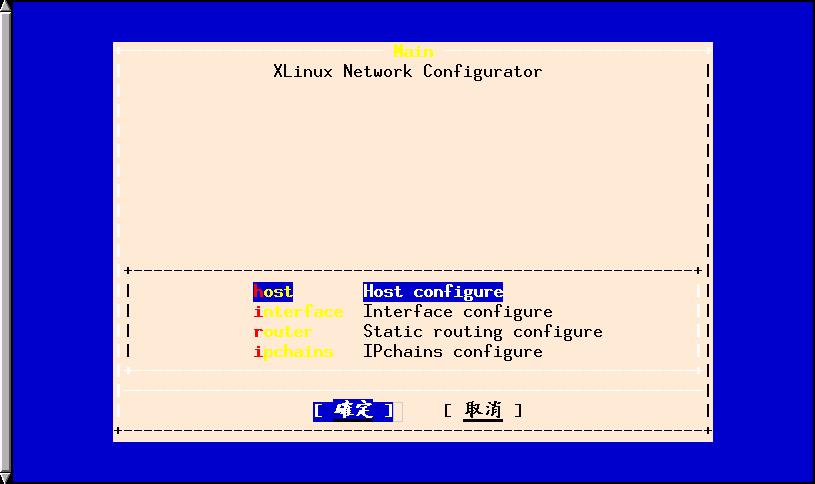 Main
XLinux Network Configurator
host Host configure
interface Interface configure
router Static routing configure
ipchains IPchains configure
[ 確定 ] [ 取消 ]